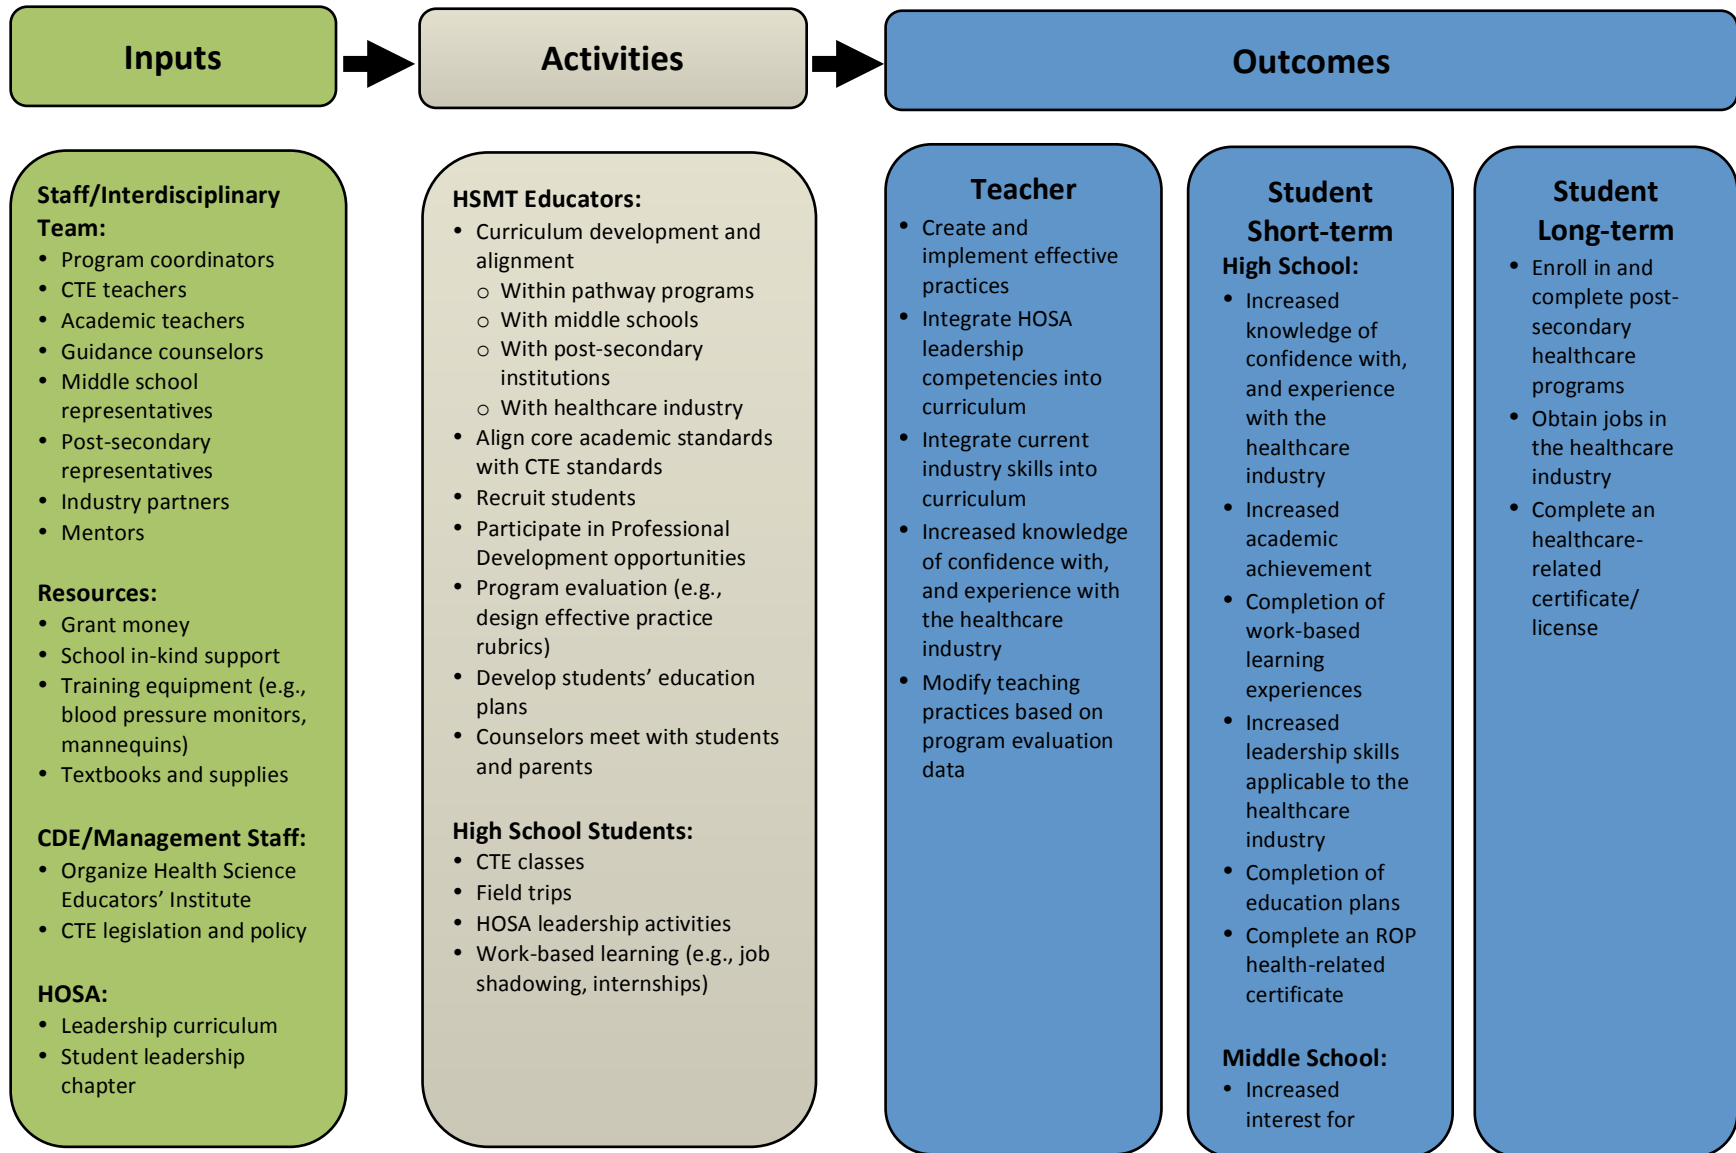 Inputs
Activities
Outcomes
Staff/Interdisciplinary
Team:
• Program coordinators
• CTE teachers
• Academic teachers
• Guidance counselors
• Middle school
representatives
• Post-secondary
representatives
• Industry partners
• Mentors
Resources:
• Grant money
• School in-kind support
• Training equipment (e.g.,
blood pressure monitors,
mannequins)
• Textbooks and supplies
CDE/Management Staff:
• Organize Health Science
Educators’ Institute
• CTE legislation and policy
HOSA:
• Leadership curriculum
• Student leadership
chapter
HSMT Educators:
• Curriculum development and
alignment
o Within pathway programs
o With middle schools
o With post-secondary
institutions
o With healthcare industry
• Align core academic standards
with CTE standards
• Recruit students
• Participate in Professional
Development opportunities
• Program evaluation (e.g.,
design effective practice
rubrics)
• Develop students’ education
plans
• Counselors meet with students
and parents
High School Students:
• CTE classes
• Field trips
• HOSA leadership activities
• Work-based learning (e.g., job
shadowing, internships)
Teacher
• Create and
implement effective
practices
• Integrate HOSA
leadership
competencies into
curriculum
• Integrate current
industry skills into
curriculum
• Increased knowledge
of confidence with,
and experience with
the healthcare
industry
• Modify teaching
practices based on
program evaluation
data
Student
Short-term
High School:
• Increased
knowledge of
confidence with,
and experience
with the
healthcare
industry
• Increased
academic
achievement
• Completion of
work-based
learning
experiences
• Increased
leadership skills
applicable to the
healthcare
industry
• Completion of
education plans
• Complete an ROP
health-related
certificate
Middle School:
• Increased
interest for
Student
Long-term
• Enroll in and
complete post-
secondary
healthcare
programs
• Obtain jobs in
the healthcare
industry
• Complete an
healthcare-
related
certificate/
license